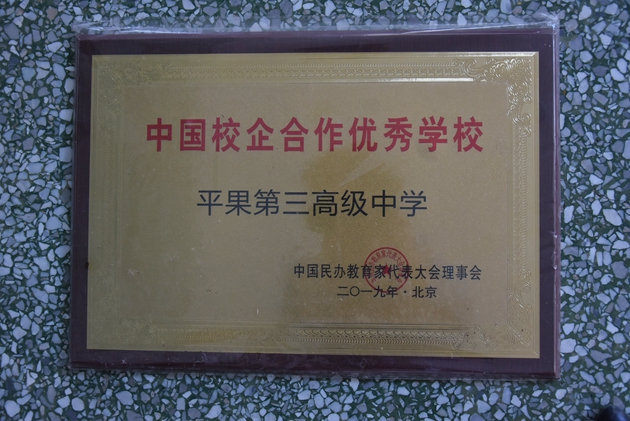 中国校企合作优秀学校
平果第三高级中学
中国民办教育家代表大会理事会
二〇一九年·北京